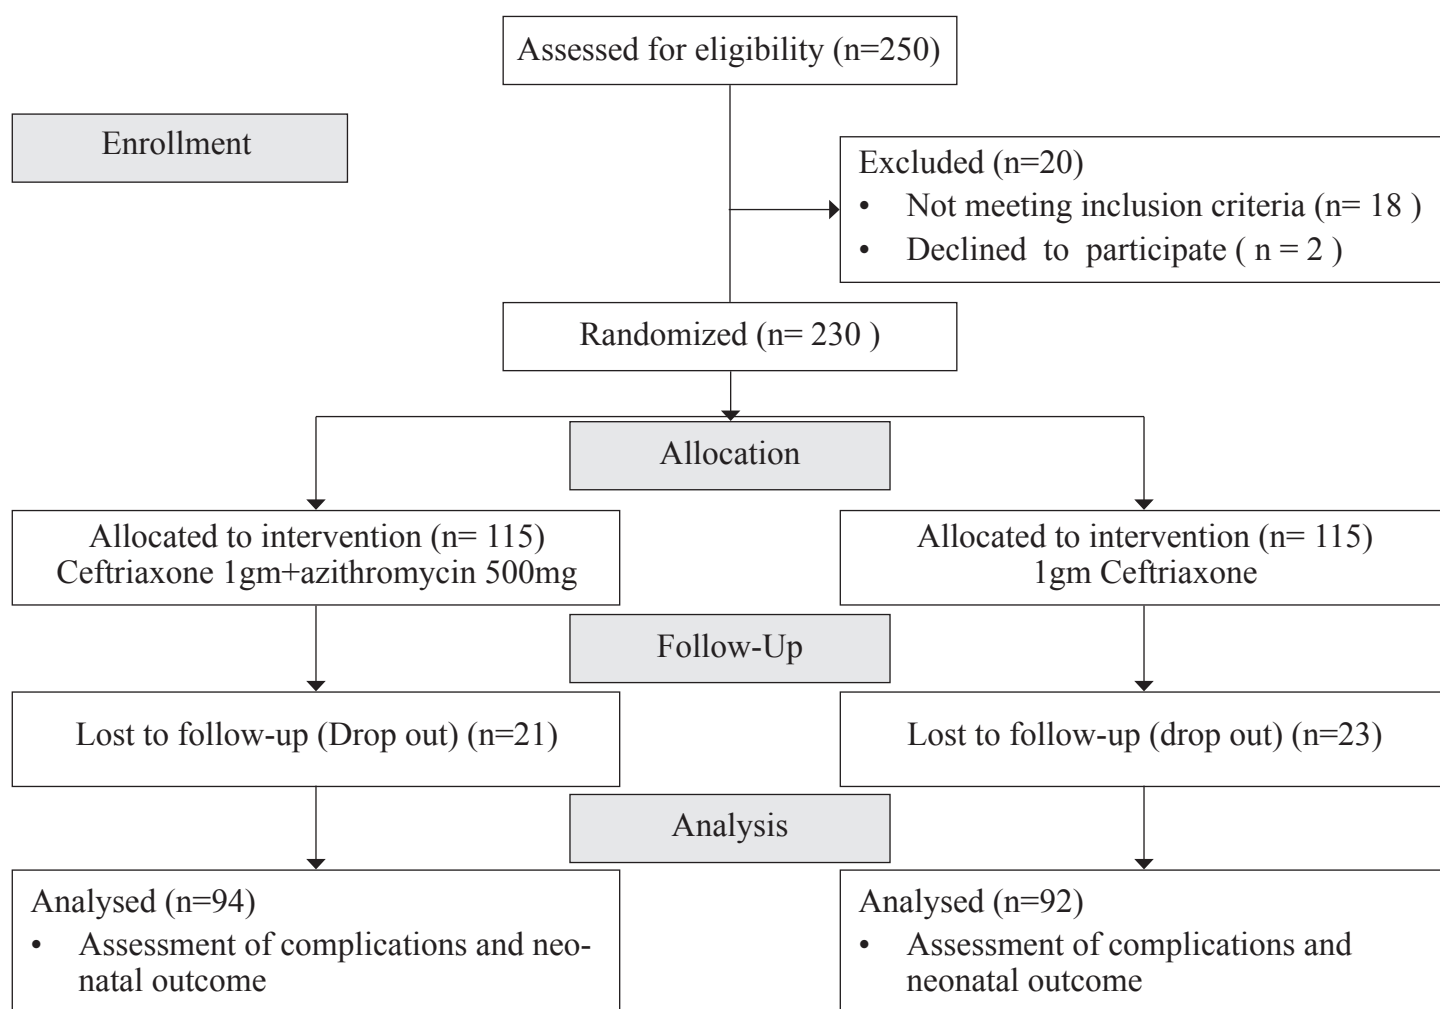 Assessed for eligibility (n=250)
Enrollment
Excluded (n=20)
• Not meeting inclusion criteria (n= 18 )
• Declined to participate ( n = 2 )
Randomized (n= 230 )
Allocation
Allocated to intervention (n= 115)
Ceftriaxone 1gm+azithromycin 500mg
Allocated to intervention (n= 115)
1gm Ceftriaxone
Follow-Up
Lost to follow-up (Drop out) (n=21)
Lost to follow-up (drop out) (n=23)
Analysis
Analysed (n=94)
• Assessment of complications and neo-
natal outcome
Analysed (n=92)
• Assessment of complications and
neonatal outcome